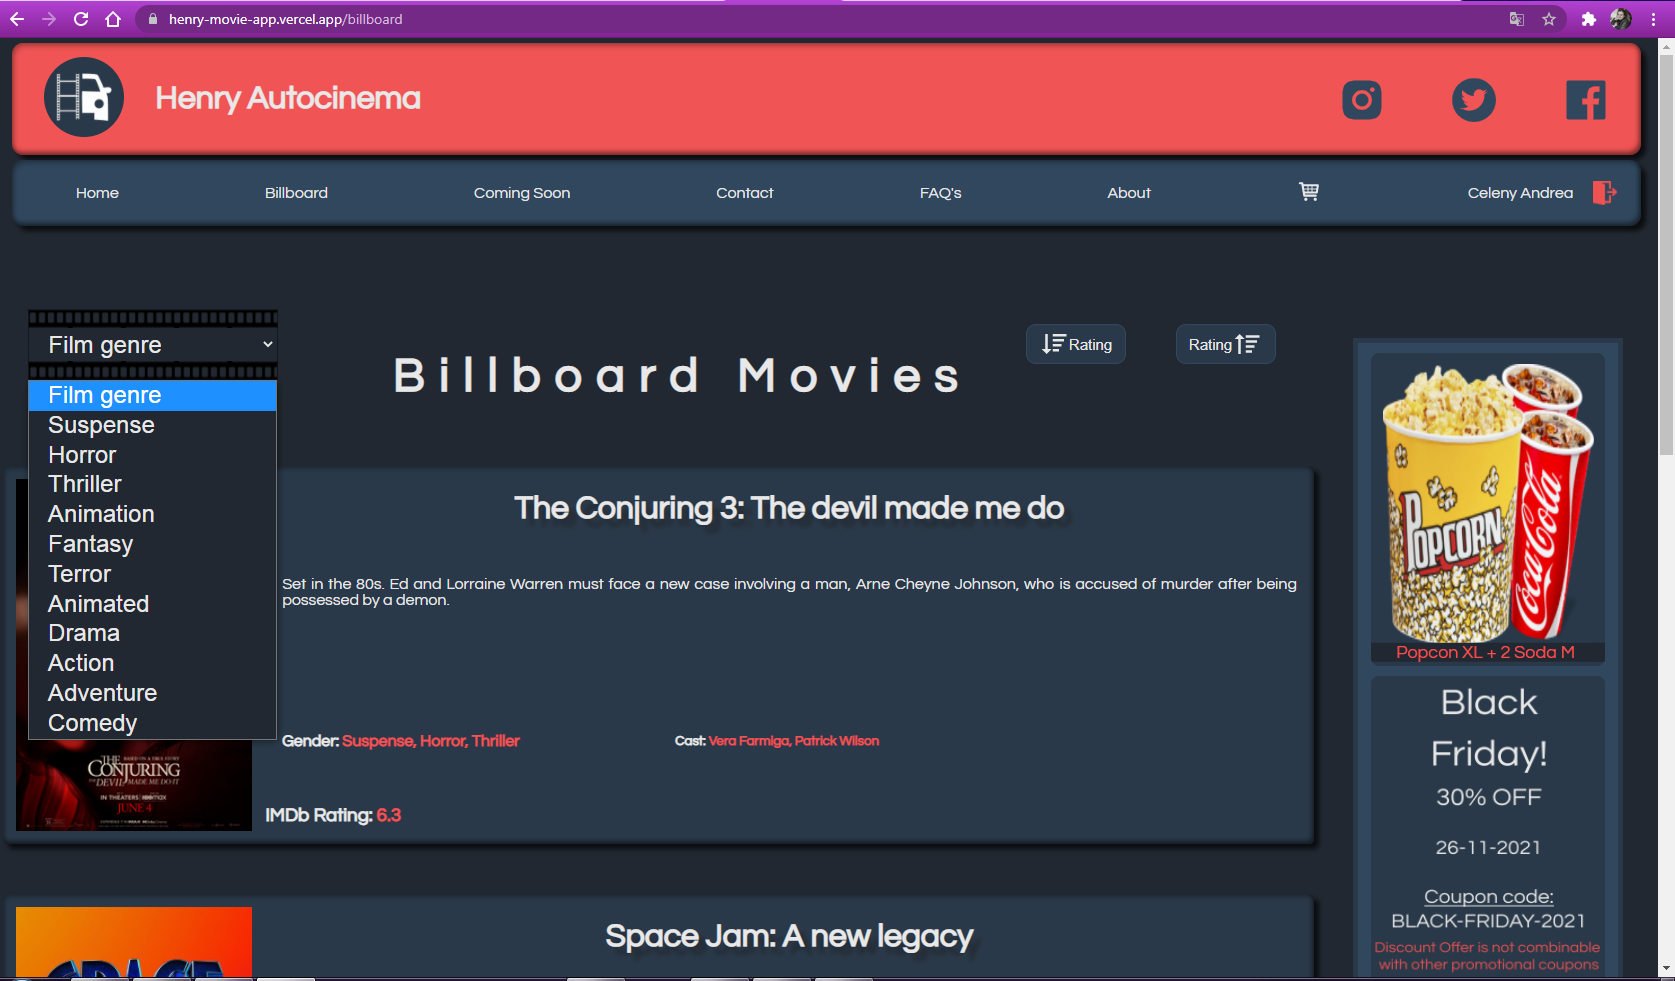 henry-movie-app.vercel.app/billboard
Henry Autocinema
Home Billboard Coming Soon Contact FAQ's About Celeny Andrea
Film genre
Film genre
Suspense
Horror
Thriller
Animation
Fantasy
Terror
Animated
Drama
Action
Adventure
Comedy
Billboard Movies
Rating Rating
The Conjuring 3: The devil made me do
Set in the 80s. Ed and Lorraine Warren must face a new case involving a man, Arne Cheyne Johnson, who is accused of murder after being
possessed by a demon.
Gender: Suspense, Horror, Thriller Cast: Vera Farmiga, Patrick Wilson
IMDb Rating: 6.3
THE CONJURING
THE DEVIL MADE ME DO IT
IN THEATERS HBOMAX
JUNE 4
Space Jam: A new legacy
SPACE
POPCORN
Coca-Cola
Popcon XL + 2 Soda M
Black
Friday!
30% OFF
26-11-2021
Coupon code:
BLACK-FRIDAY-2021
Discount Offer is not combinable
with other promotional coupons